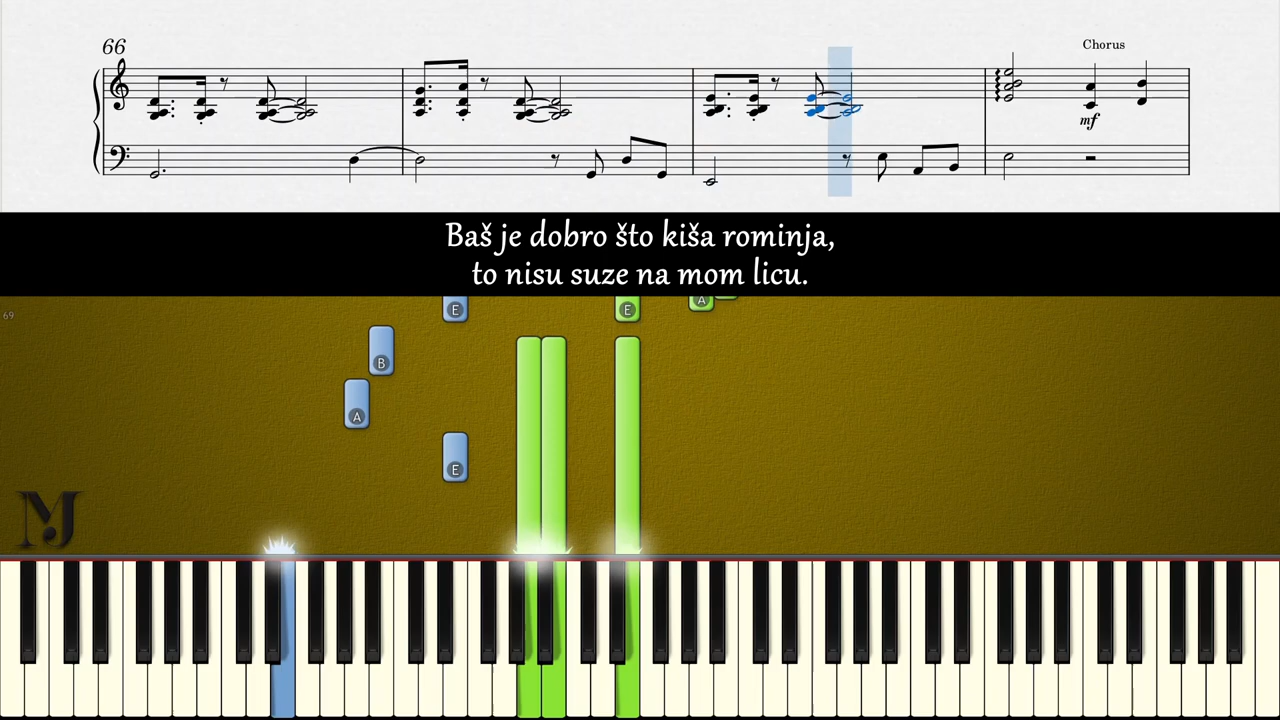 66
Chorus
mf
Baš je dobro što kiša rominja,
to nisu suze na mom licu.
E
E
A
69
B
A
E
MJ